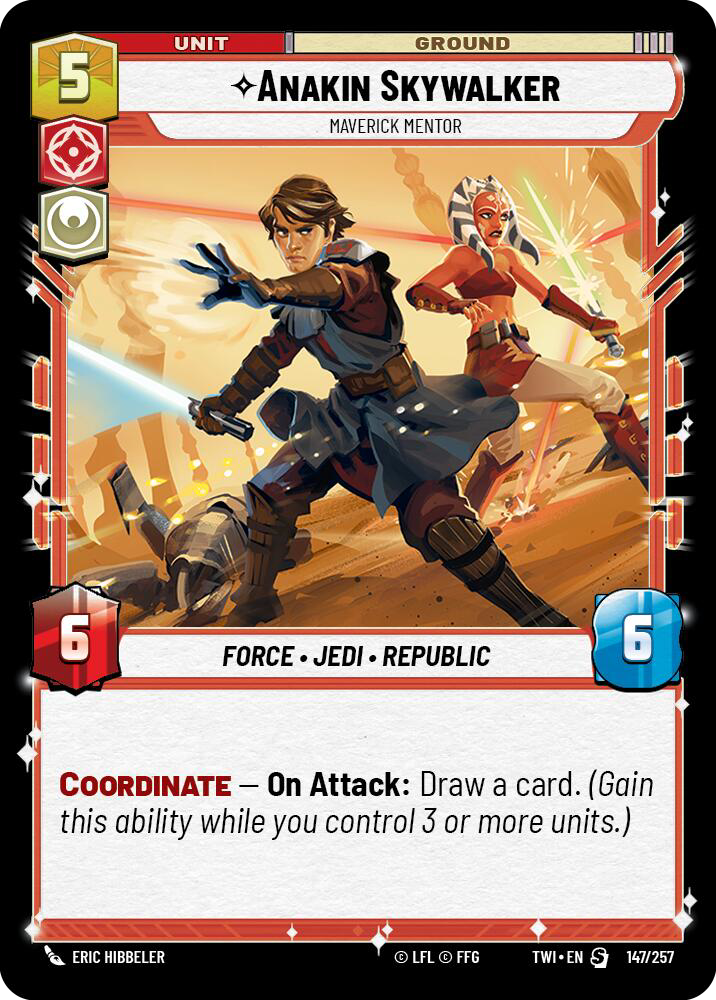 UNIT
GROUND
5
ANAKIN SKYWALKER
MAVERICK MENTOR
6
FORCE • JEDI • REPUBLIC
6
COORDINATE — On Attack: Draw a card. (Gain
this ability while you control 3 or more units.)
ERIC HIBBELER
© LFL © FFG
TWI • EN
147/257